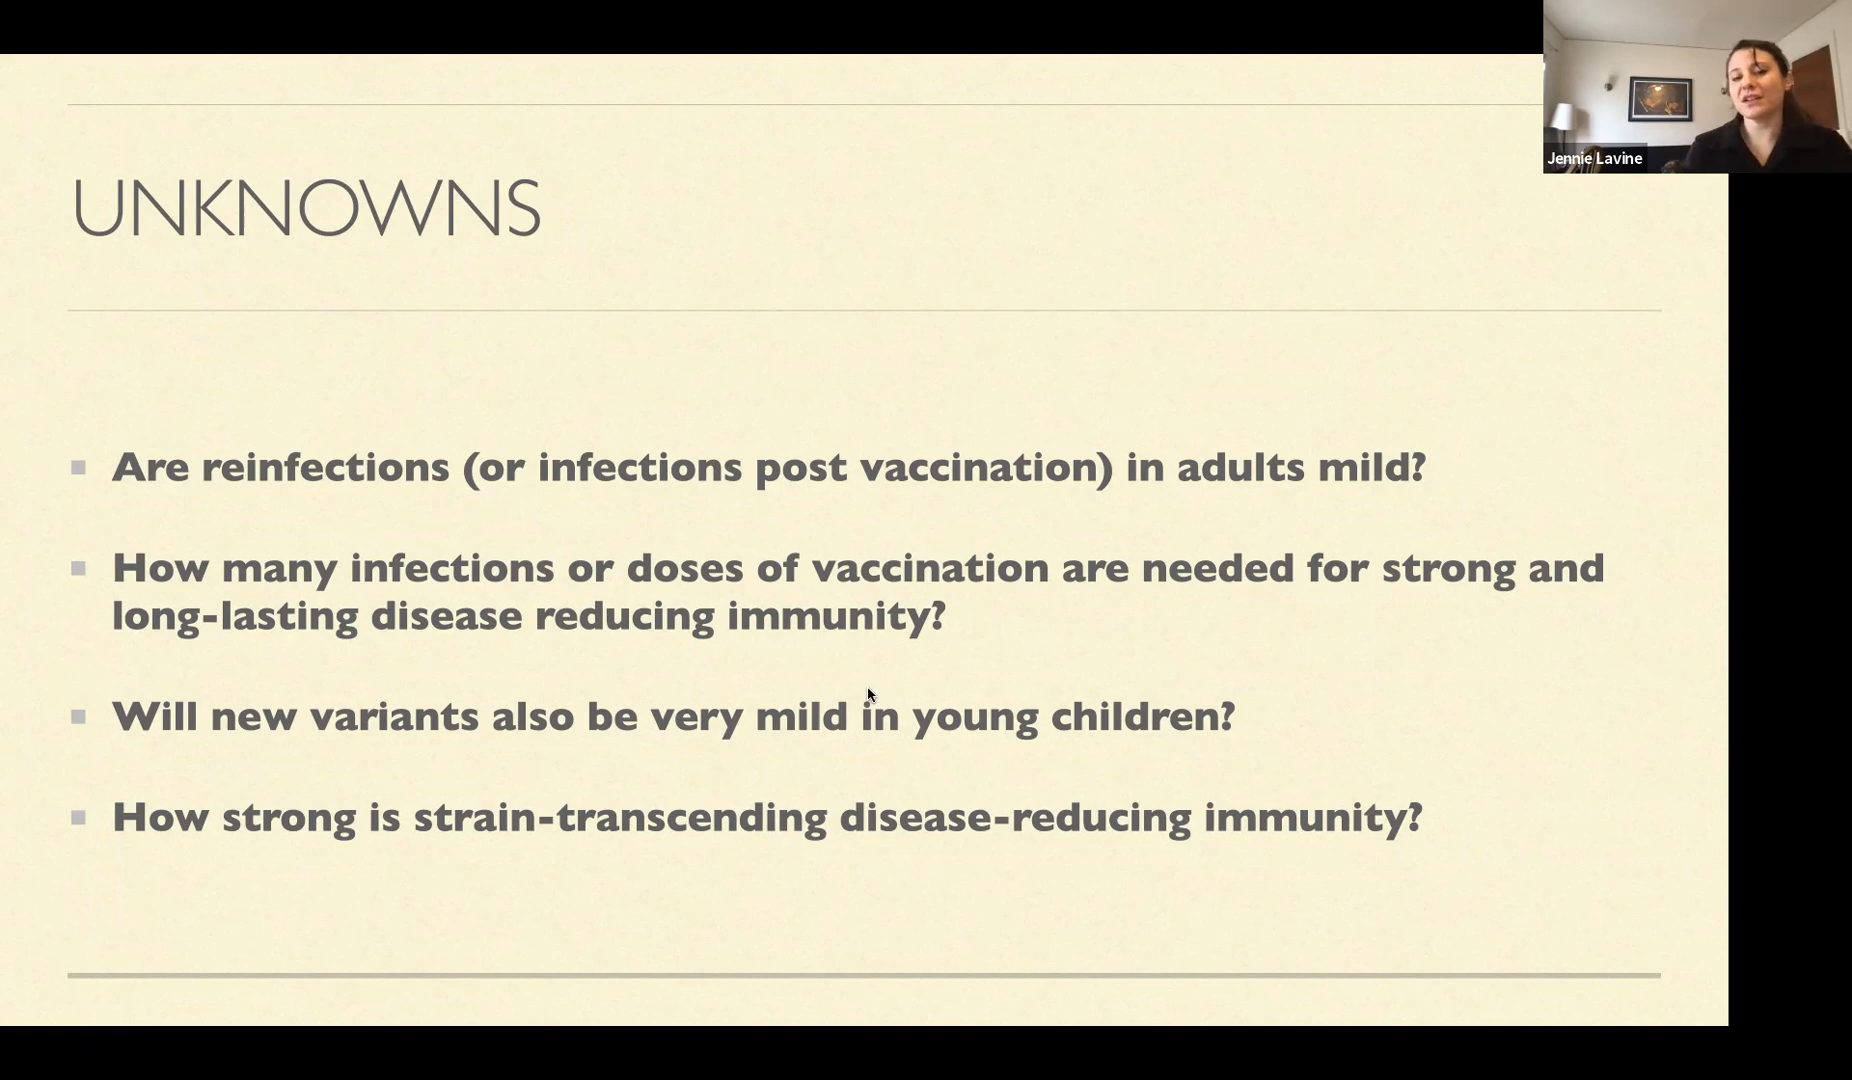 Jennie Lavine
UNKNOWNS
Are reinfections (or infections post vaccination) in adults mild?
How many infections or doses of vaccination are needed for strong and
long-lasting disease reducing immunity?
Will new variants also be very mild in young children?
How strong is strain-transcending disease-reducing immunity?